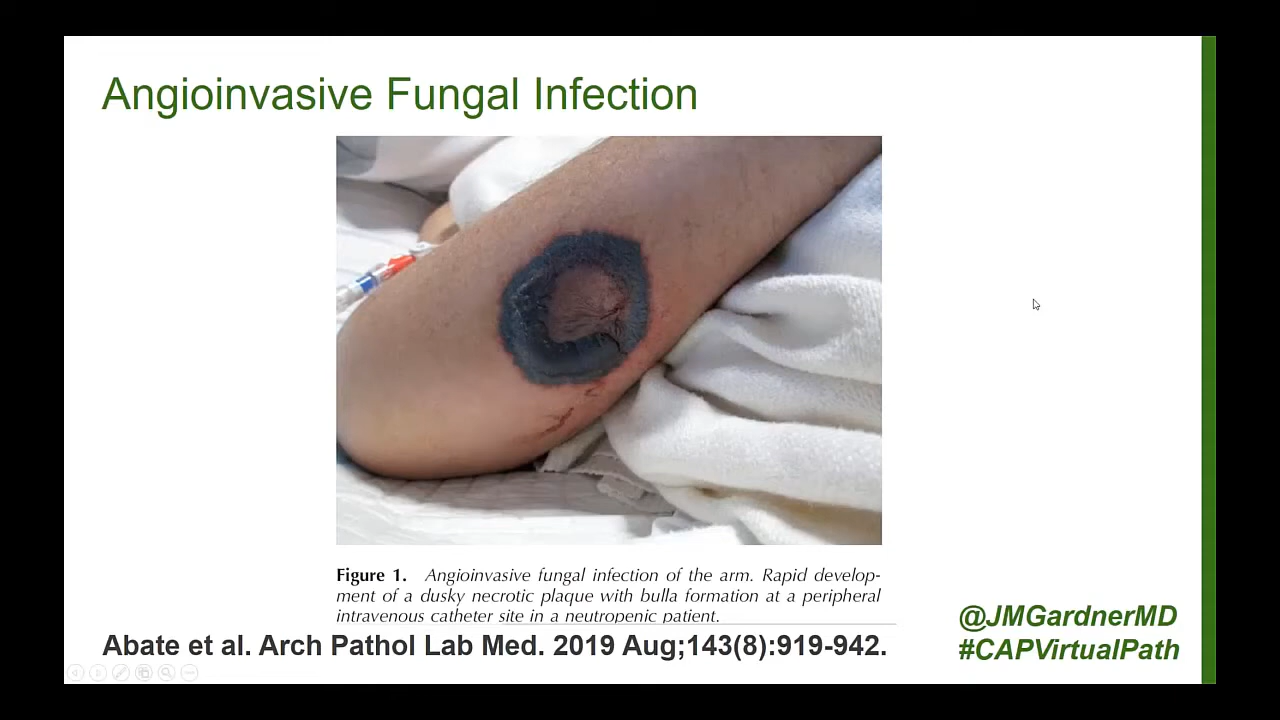 Angioinvasive Fungal Infection
Figure 1. Angioinvasive fungal infection of the arm. Rapid develop-
ment of a dusky necrotic plaque with bulla formation at a peripheral
intravenous catheter site in a neutropenic patient.
Abate et al. Arch Pathol Lab Med. 2019 Aug;143(8):919-942.
@JMGardnerMD
#CAPVirtualPath